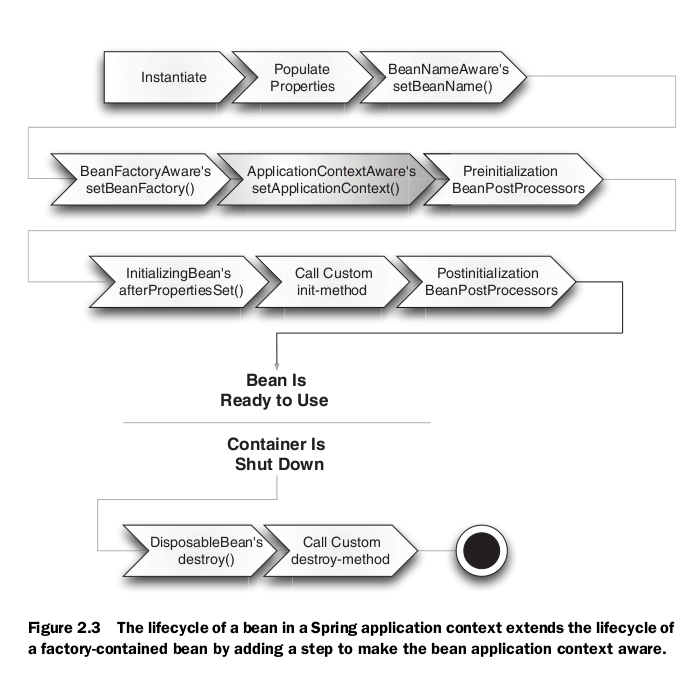 Instantiate
Populate
Properties
BeanNameAware's
setBeanName()
BeanFactoryAware's
setBeanFactory()
ApplicationContextAware's
setApplicationContext()
Preinitialization
BeanPostProcessors
InitializingBean's
afterPropertiesSet()
Call Custom
init-method
Postinitialization
BeanPostProcessors
Bean Is
Ready to Use
Container Is
Shut Down
DisposableBean's
destroy()
Call Custom
destroy-method
Figure 2.3 The lifecycle of a bean in a Spring application context extends the lifecycle of
a factory-contained bean by adding a step to make the bean application context aware.